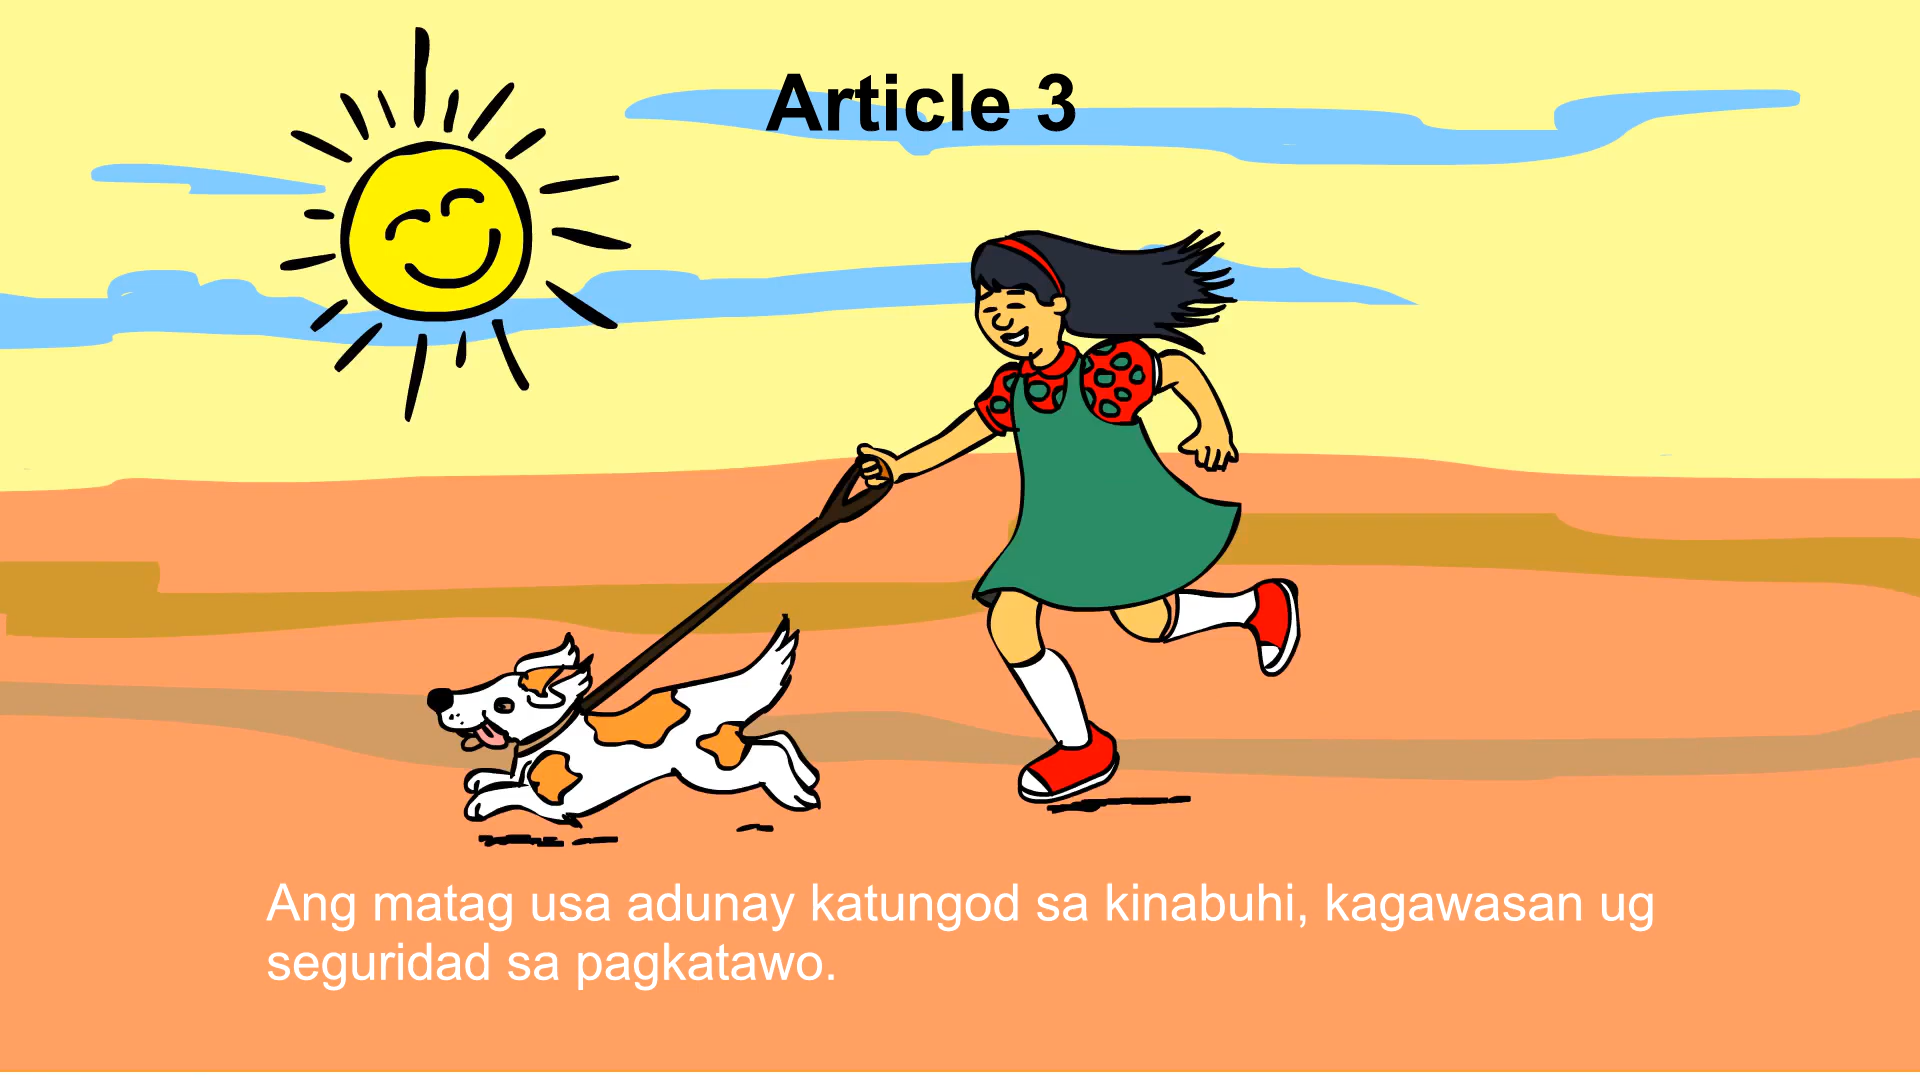 Article 3
Ang matag usa adunay katungod sa kinabuhi, kagawasan ug
seguridad sa pagkatawo.